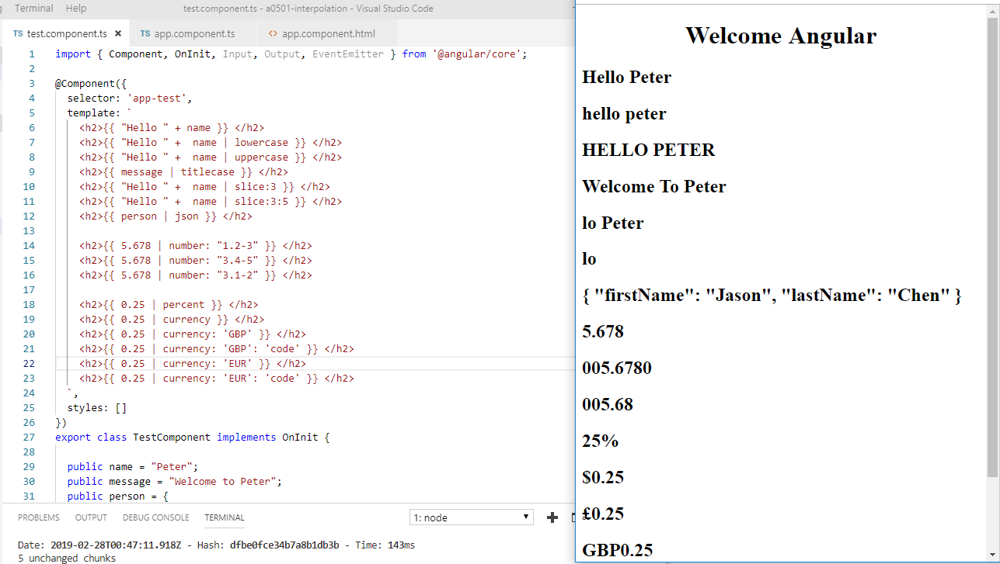 Terminal Help test.component.ts - a0501-interpolation - Visual Studio Code
TS test.component.ts × TS app.component.ts <> app.component.html
1 import { Component, OnInit, Input, Output, EventEmitter } from '@angular/core';
2
3 @Component({
4 selector: 'app-test',
5 template: `
6 <h2>{{ "Hello " + name }} </h2>
7 <h2>{{ "Hello " +  name | lowercase }} </h2>
8 <h2>{{ "Hello " +  name | uppercase }} </h2>
9 <h2>{{ message | titlecase }} </h2>
10 <h2>{{ "Hello " +  name | slice:3 }} </h2>
11 <h2>{{ "Hello " +  name | slice:3:5 }} </h2>
12 <h2>{{ person | json }} </h2>
13
14 <h2>{{ 5.678 | number: "1.2-3" }} </h2>
15 <h2>{{ 5.678 | number: "3.4-5" }} </h2>
16 <h2>{{ 5.678 | number: "3.1-2" }} </h2>
17
18 <h2>{{ 0.25 | percent }} </h2>
19 <h2>{{ 0.25 | currency }} </h2>
20 <h2>{{ 0.25 | currency: 'GBP' }} </h2>
21 <h2>{{ 0.25 | currency: 'GBP': 'code' }} </h2>
22 <h2>{{ 0.25 | currency: 'EUR' }} </h2>
23 <h2>{{ 0.25 | currency: 'EUR': 'code' }} </h2>
24 `,
25 styles: []
26 })
27 export class TestComponent implements OnInit {
28
29 public name = "Peter";
30 public message = "Welcome to Peter";
31 public person = {
PROBLEMS OUTPUT DEBUG CONSOLE TERMINAL 1: node
Date: 2019-02-28T00:47:11.918Z - Hash: dfbe0fce34b7a8b1db3b - Time: 143ms
5 unchanged chunks
Welcome Angular
Hello Peter
hello peter
HELLO PETER
Welcome To Peter
lo Peter
lo
{ "firstName": "Jason", "lastName": "Chen" }
5.678
005.6780
005.68
25%
$0.25
£0.25
GBP0.25